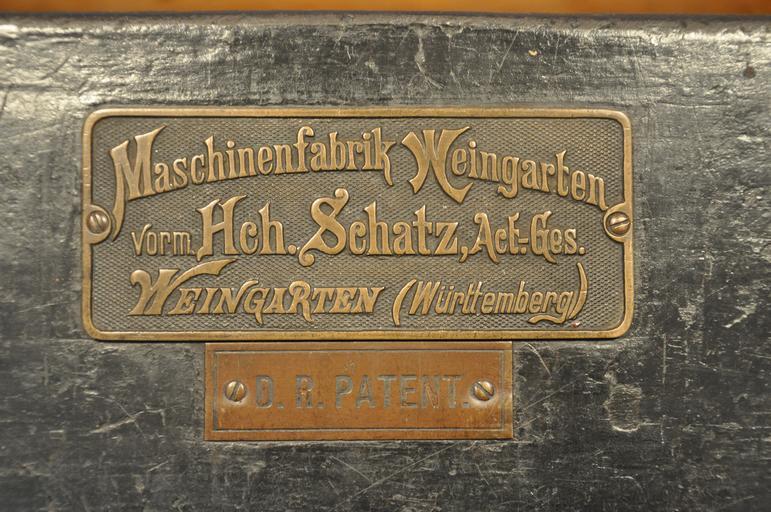 Maschinenfabrik Weingarten
vorm. Hch. Schatz, Act.-Ges.
WEINGARTEN (Württemberg)
D. R. PATENT.